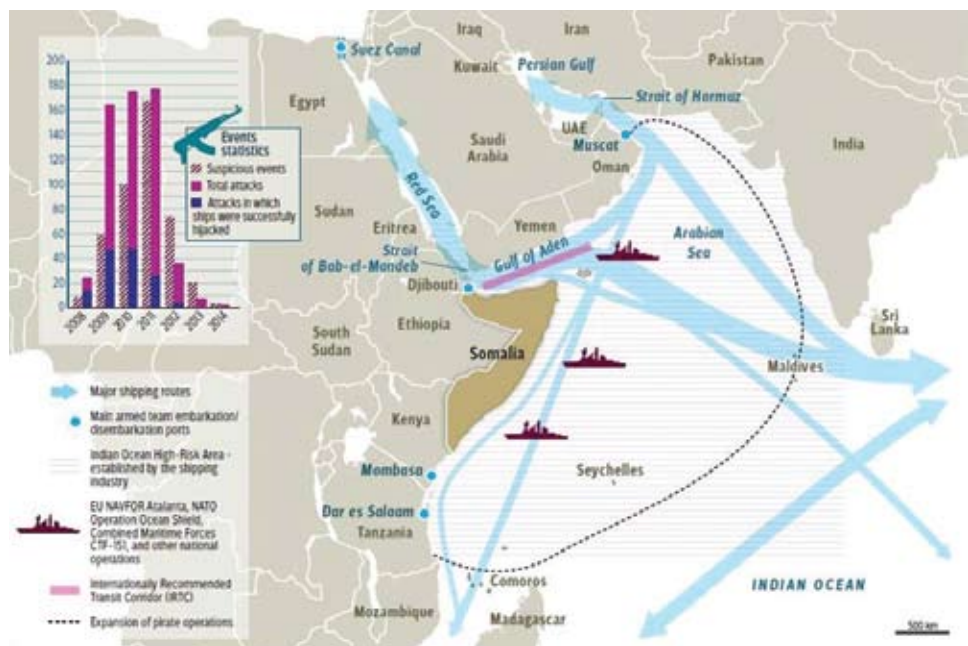 200
180
160
140
120
100
80
60
40
20
0
2008
2009
2010
2011
2012
2013
2014
Events
statistics
Suspicious events
Total attacks
Attacks in which
ships were successfully
hijacked
Suez Canal
Iraq
Iran
Kuwait
Persian Gulf
Pakistan
Egypt
Strait of Hormuz
Saudi
Arabia
UAE
Muscat
Oman
India
Red Sea
Sudan
Eritrea
Yemen
Arabian
Sea
Strait
of Bab-el-Mandeb
Gulf of Aden
Djibouti
Ethiopia
South
Sudan
Somalia
Sri
Lanka
Maldives
Kenya
Mombasa
Seychelles
Dar es Salaam
Tanzania
Comoros
INDIAN OCEAN
Mozambique
Madagascar
500 km
Major shipping routes
Main armed team embarkation/
disembarkation ports
Indian Ocean High-Risk Area -
established by the shipping
industry
EU NAVFOR Atalanta, NATO
Operation Ocean Shield,
Combined Maritime Forces
CTF-151, and other national
operations
Internationally Recommended
Transit Corridor (IRTC)
Expansion of pirate operations